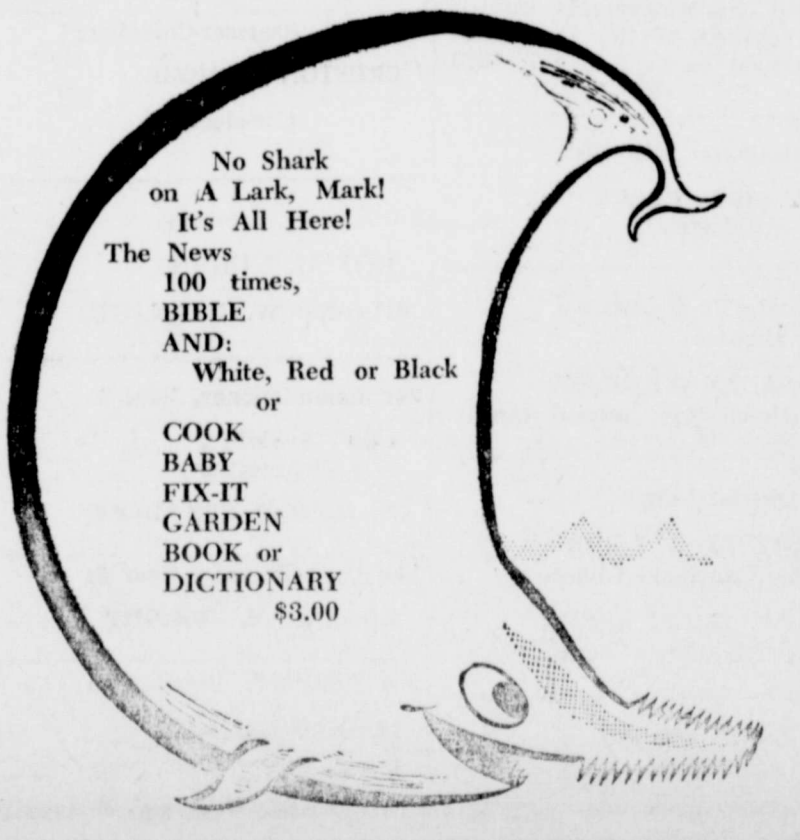 No Shark
on A Lark, Mark!
It's All Here!
The News
100 times,
BIBLE
AND:
White, Red or Black
or
COOK
BABY
FIX-IT
GARDEN
BOOK or
DICTIONARY
$3.00